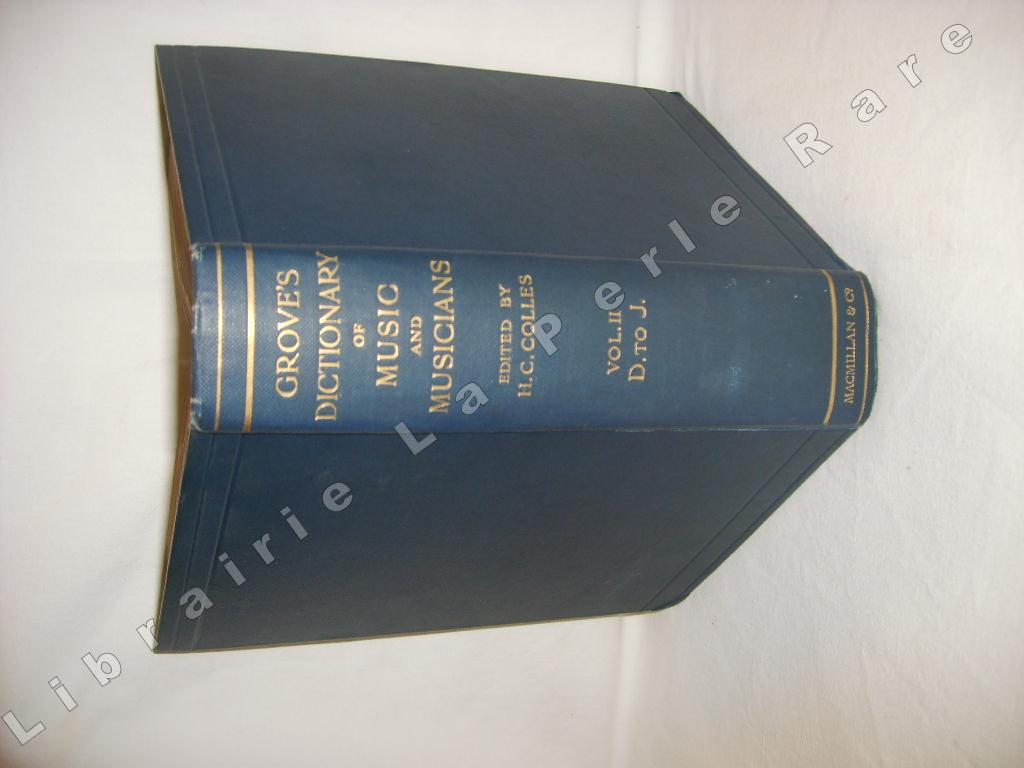 GROVE'S
DICTIONARY
OF
MUSIC
AND
MUSICIANS
EDITED BY
H. C. COLLES
VOL. II
D. TO J.
MACMILLAN & Co.
Librairie La Perle Rare